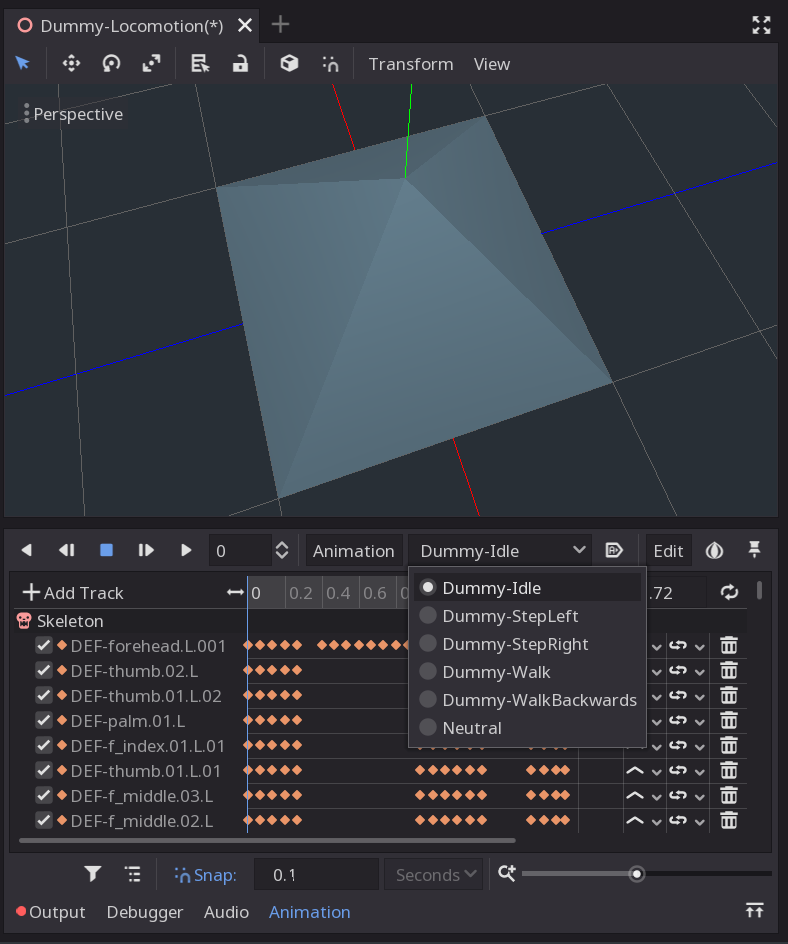 Dummy-Locomotion(*)
Transform View
Perspective
0 Animation Dummy-Idle Edit
Add Track 0 0.2 0.4 0.6 .72
Dummy-Idle
Dummy-StepLeft
Dummy-StepRight
Dummy-Walk
Dummy-WalkBackwards
Neutral
Skeleton
DEF-forehead.L.001
DEF-thumb.02.L
DEF-thumb.01.L.02
DEF-palm.01.L
DEF-f_index.01.L.01
DEF-thumb.01.L.01
DEF-f_middle.03.L
DEF-f_middle.02.L
Snap: 0.1 Seconds
Output Debugger Audio Animation